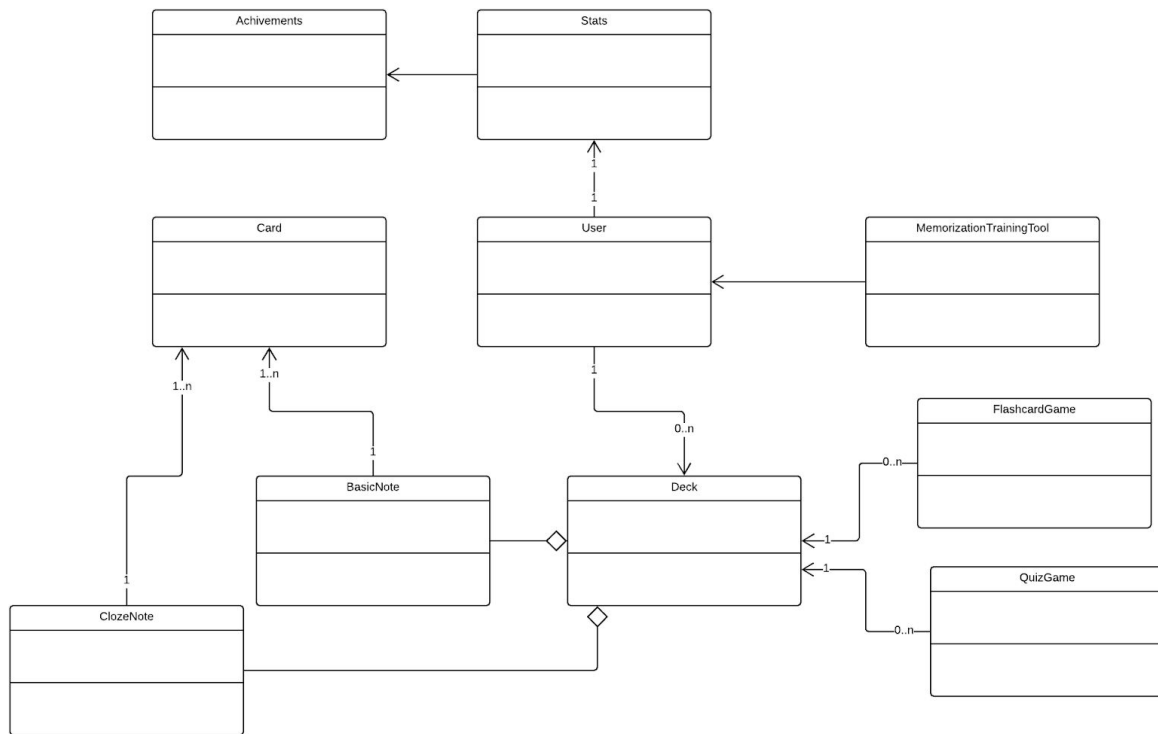 Achivements
Stats
1
1
Card
User
MemorizationTrainingTool
1..n
1..n
1
0..n
FlashcardGame
0..n
1
BasicNote
Deck
1
1
QuizGame
0..n
1
ClozeNote